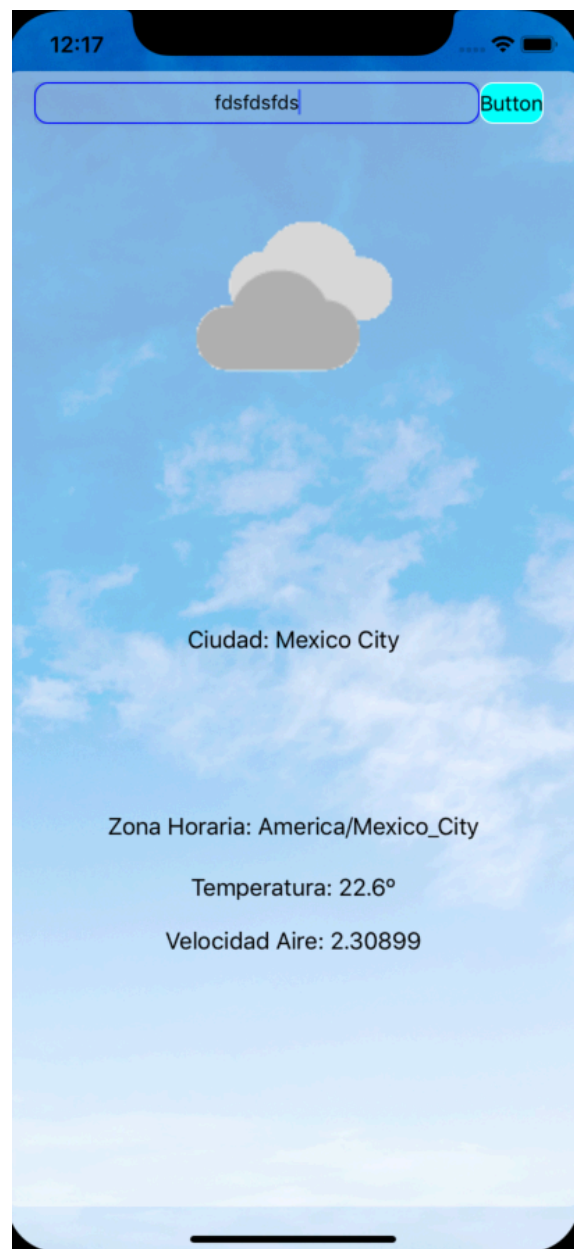 12:17
fdsfdsfds
Button
Ciudad: Mexico City
Zona Horaria: America/Mexico_City
Temperatura: 22.6º
Velocidad Aire: 2.30899